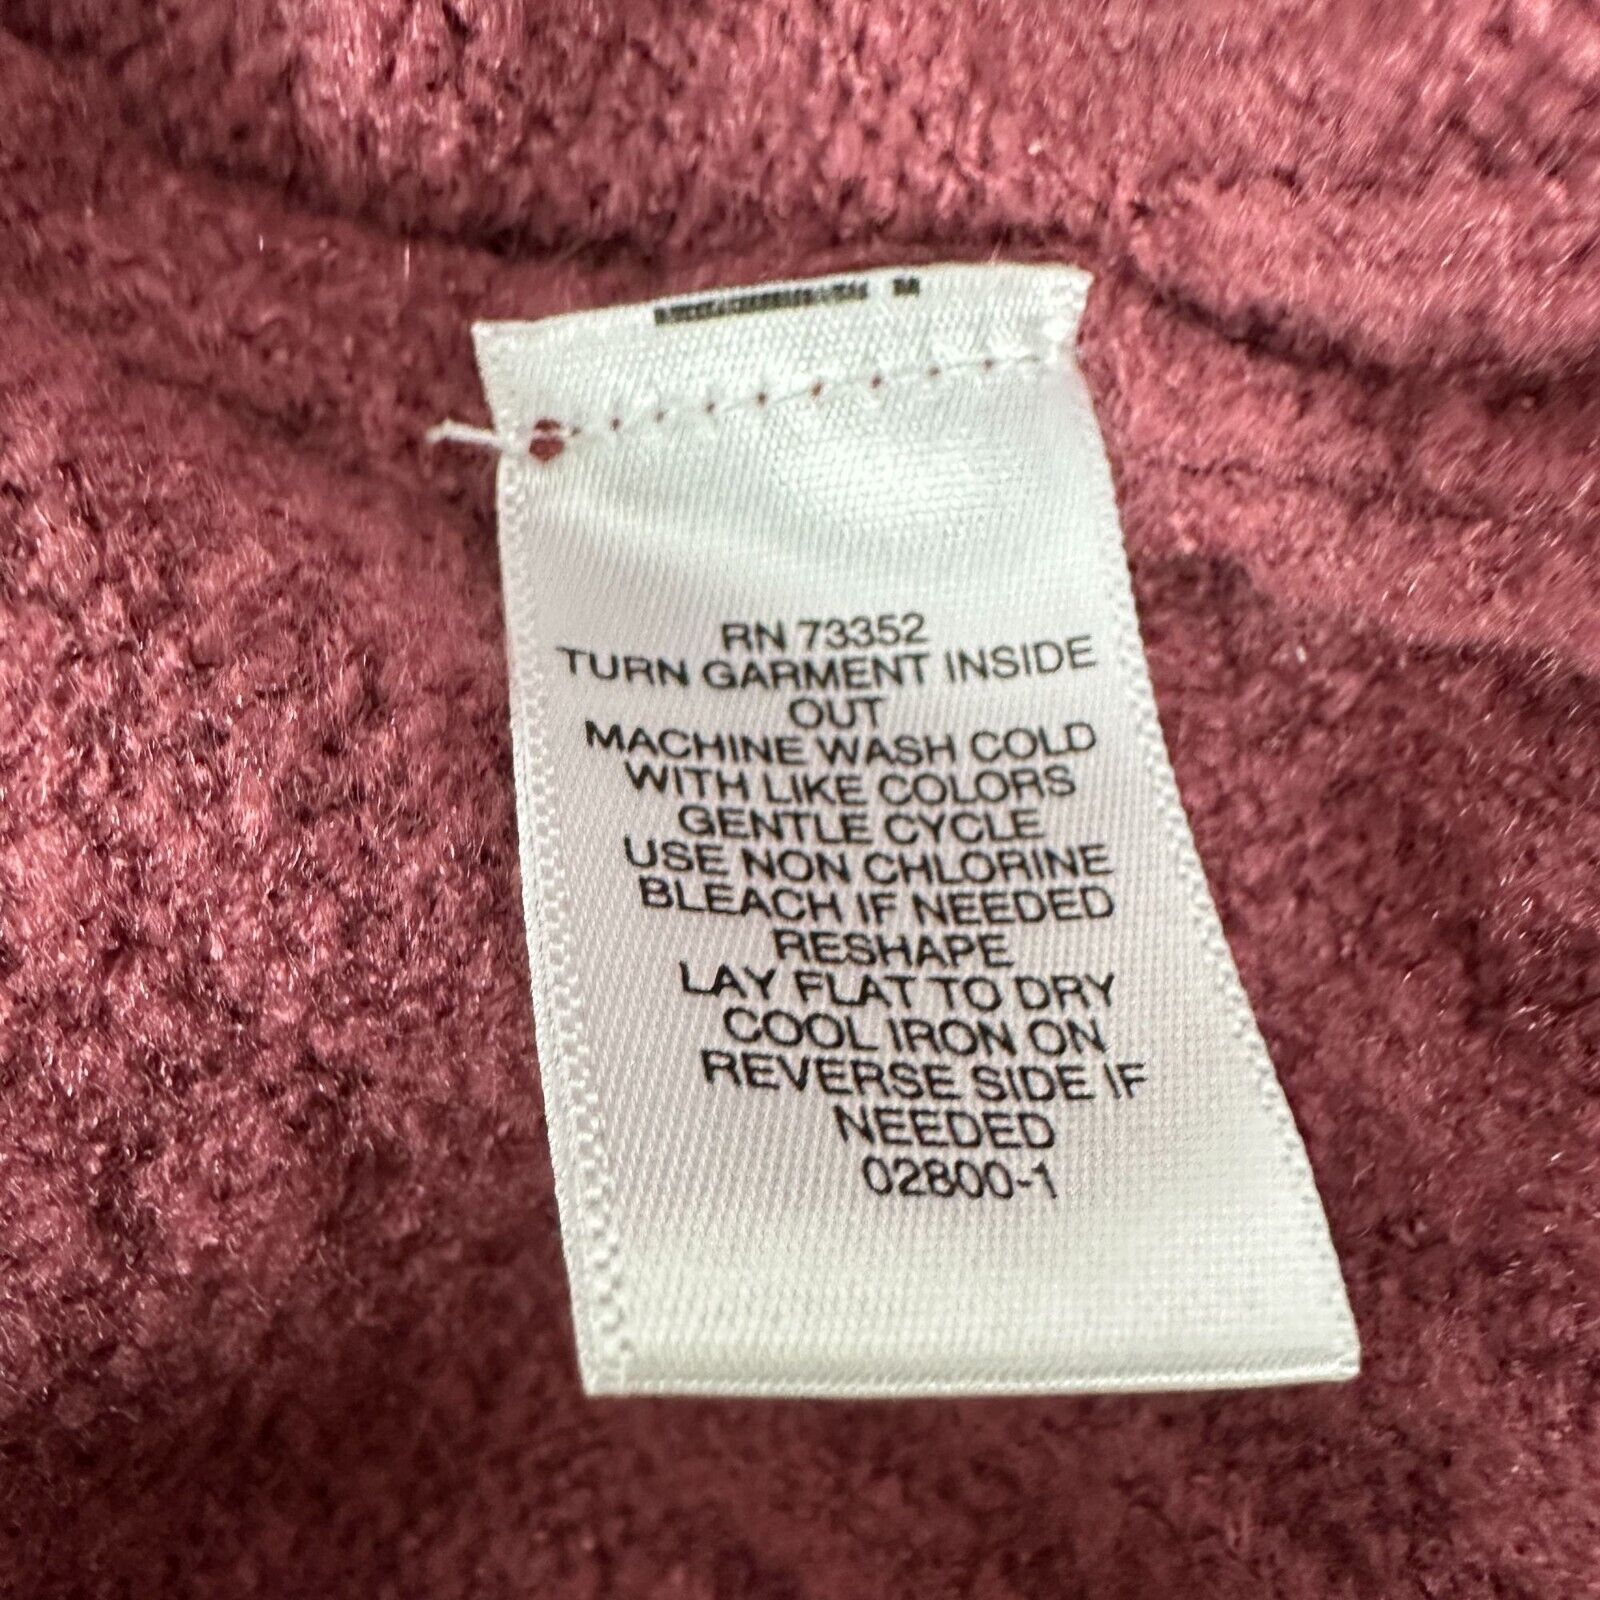 RN 73352
TURN GARMENT INSIDE
OUT
MACHINE WASH COLD
WITH LIKE COLORS
GENTLE CYCLE
USE NON CHLORINE
BLEACH IF NEEDED
RESHAPE
LAY FLAT TO DRY
COOL IRON ON
REVERSE SIDE IF
NEEDED
02800-1